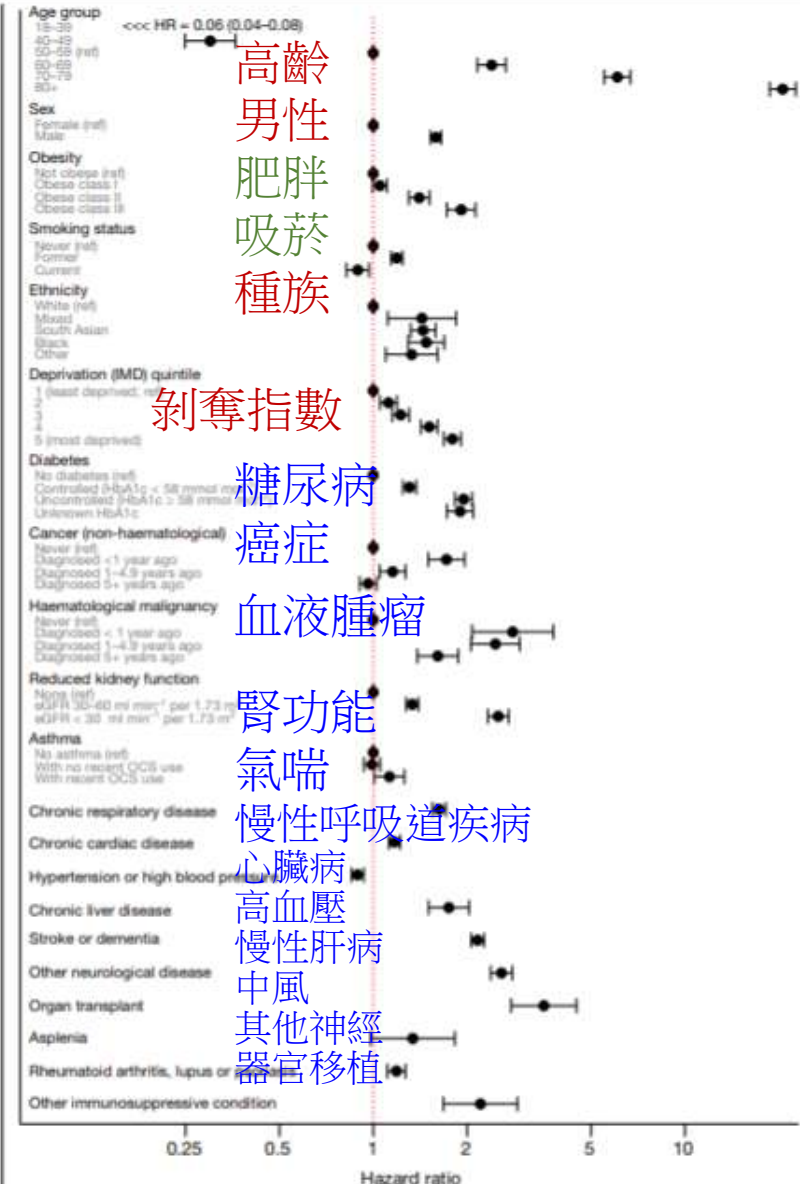 Age group
<<< HR = 0.06 (0.04–0.08)
18–39
40–49
50–59 (ref)
60–69
70–79
80+
高齡
Sex
Female (ref)
Male
男性
Obesity
Not obese (ref)
Obese class I
Obese class II
Obese class III
肥胖
Smoking status
Never (ref)
Former
Current
吸菸
Ethnicity
White (ref)
Mixed
South Asian
Black
Other
種族
Deprivation (IMD) quintile
1 (least deprived; ref)
2
3
4
5 (most deprived)
剝奪指數
Diabetes
No diabetes (ref)
Controlled (HbA1c < 58 mmol
Uncontrolled (HbA1c ≥ 58 mmol
Unknown HbA1c
糖尿病
Cancer (non-haematological)
Never (ref)
Diagnosed <1 year ago
Diagnosed 1–4.9 years ago
Diagnosed 5+ years ago
癌症
Haematological malignancy
Never (ref)
Diagnosed < 1 year ago
Diagnosed 1–4.9 years ago
Diagnosed 5+ years ago
血液腫瘤
Reduced kidney function
None (ref)
eGFR 30–60 ml min⁻¹ per 1.73 m
eGFR < 30 ml min⁻¹ per 1.73 m²
腎功能
Asthma
No asthma (ref)
With no recent OCS use
With recent OCS use
氣喘
Chronic respiratory disease
慢性呼吸道疾病
Chronic cardiac disease
心臟病
Hypertension or high blood pressure
高血壓
Chronic liver disease
慢性肝病
Stroke or dementia
中風
Other neurological disease
其他神經
Organ transplant
器官移植
Asplenia
Rheumatoid arthritis, lupus or psoriasis
Other immunosuppressive condition
0.25 0.5 1 2 5 10
Hazard ratio